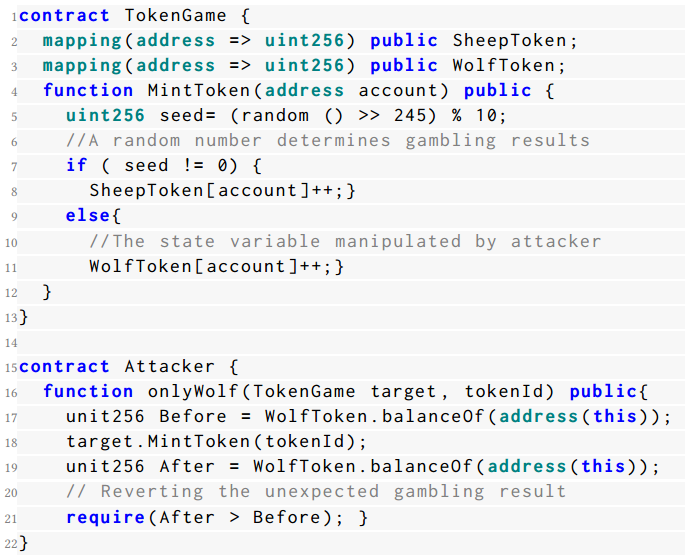 1contract TokenGame {
2 mapping(address => uint256) public SheepToken;
3 mapping(address => uint256) public WolfToken;
4 function MintToken(address account) public {
5 uint256 seed= (random () >> 245) % 10;
6 //A random number determines gambling results
7 if ( seed != 0) {
8 SheepToken[account]++;}
9 else{
10 //The state variable manipulated by attacker
11 WolfToken[account]++;}
12 }
13}
14
15contract Attacker {
16 function onlyWolf(TokenGame target, tokenId) public{
17 unit256 Before = WolfToken.balanceOf(address(this));
18 target.MintToken(tokenId);
19 unit256 After = WolfToken.balanceOf(address(this));
20 // Reverting the unexpected gambling result
21 require(After > Before); }
22}